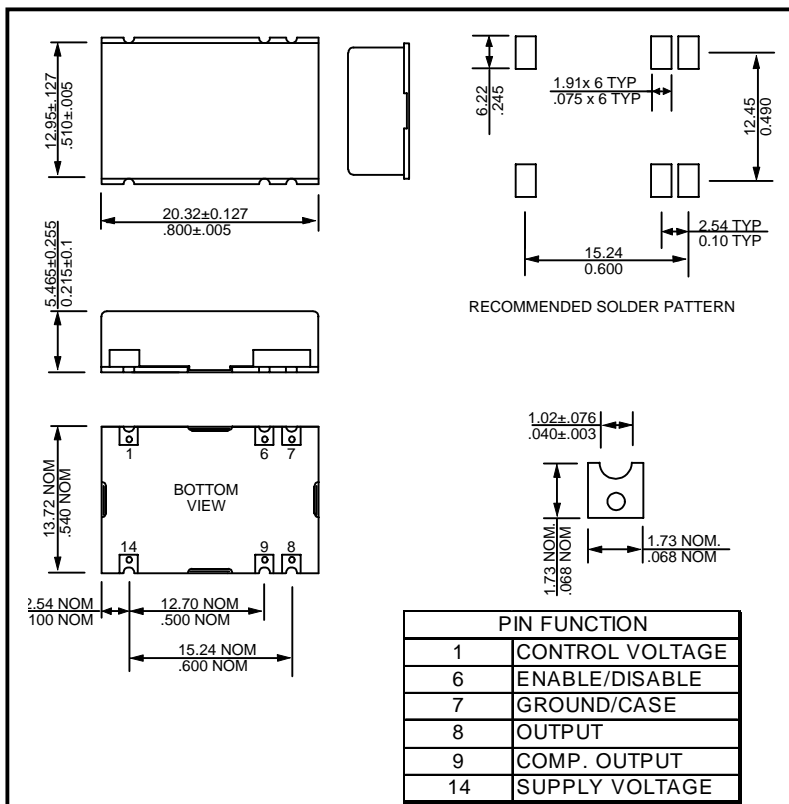 12.95±.127
.510±.005
20.32±0.127
.800±.005
6.22
.245
1.91x 6 TYP
.075 x 6 TYP
12.45
0.490
2.54 TYP
0.10 TYP
15.24
0.600
RECOMMENDED SOLDER PATTERN
5.465±0.255
0.215±0.1
1
6
7
BOTTOM
VIEW
14
9
8
13.72 NOM
.540 NOM
2.54 NOM
100 NOM
12.70 NOM
.500 NOM
15.24 NOM
.600 NOM
1.02±.076
.040±.003
1.73 NOM.
.068 NOM
1.73 NOM.
.068 NOM
PIN FUNCTION
1 CONTROL VOLTAGE
6 ENABLE/DISABLE
7 GROUND/CASE
8 OUTPUT
9 COMP. OUTPUT
14 SUPPLY VOLTAGE